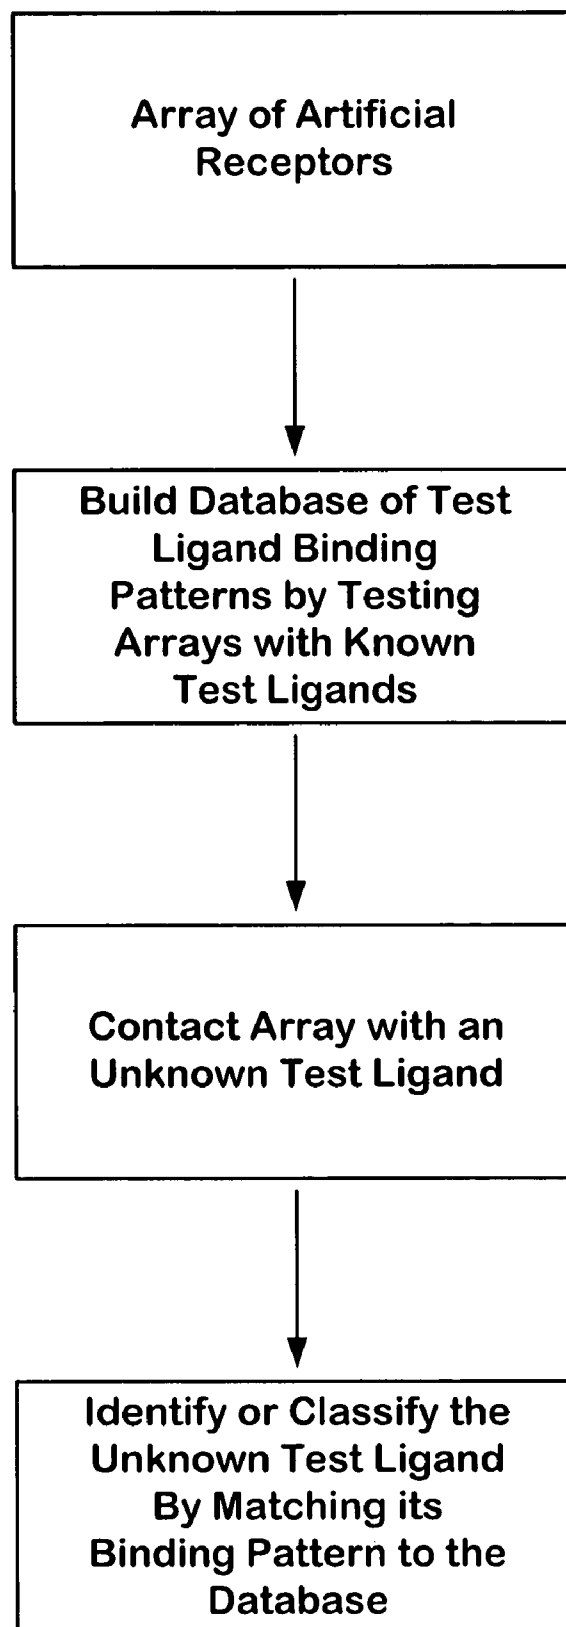 Array of Artificial
Receptors
Build Database of Test
Ligand Binding
Patterns by Testing
Arrays with Known
Test Ligands
Contact Array with an
Unknown Test Ligand
Identify or Classify the
Unknown Test Ligand
By Matching its
Binding Pattern to the
Database